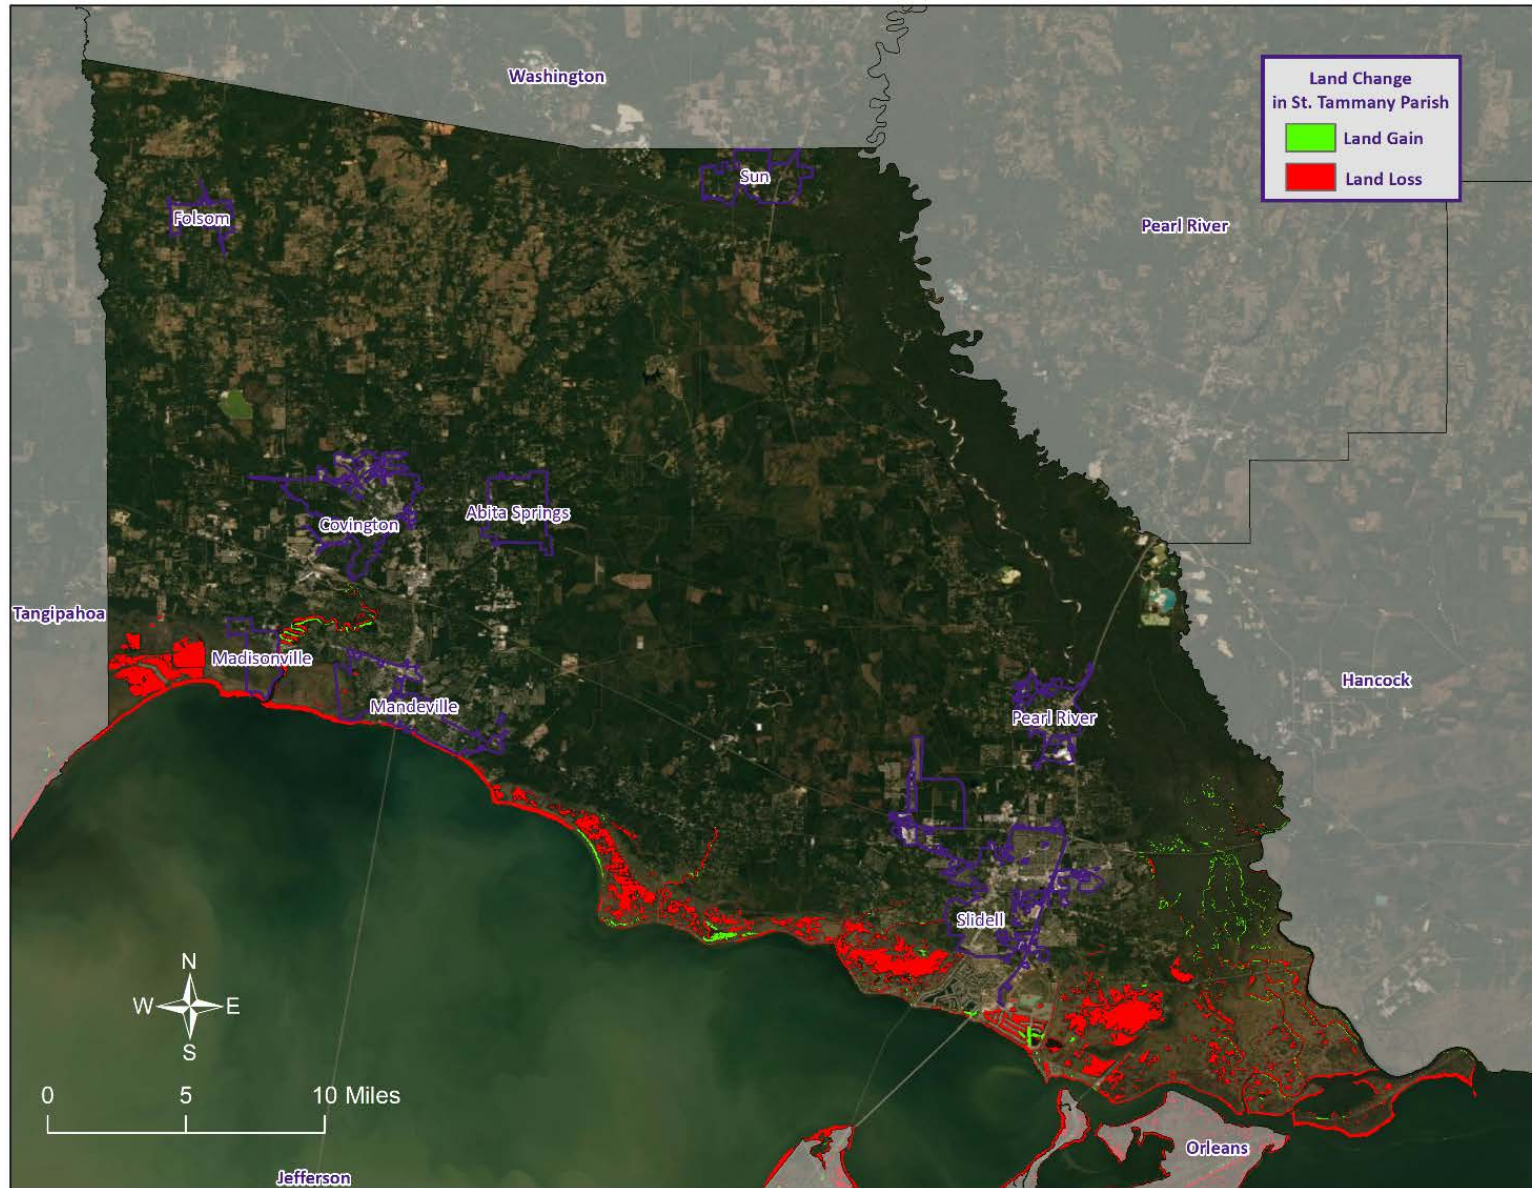 Washington
Land Change
in St. Tammany Parish
Land Gain
Land Loss
Sun
Folsom
Pearl River
Covington
Abita Springs
Tangipahoa
Madisonville
Hancock
Mandeville
Pearl River
Slidell
N
W
E
S
0
5
10 Miles
Orleans
Jefferson